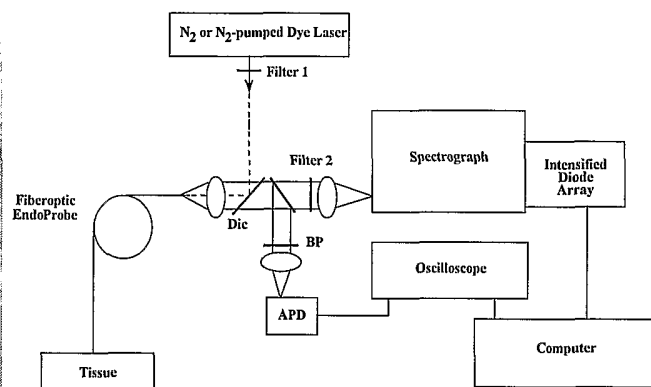 N2 or N2-pumped Dye Laser
Filter 1
Filter 2
Spectrograph
Intensified
Diode
Array
Fiberoptic
EndoProbe
Dic
BP
Oscilloscope
APD
Computer
Tissue